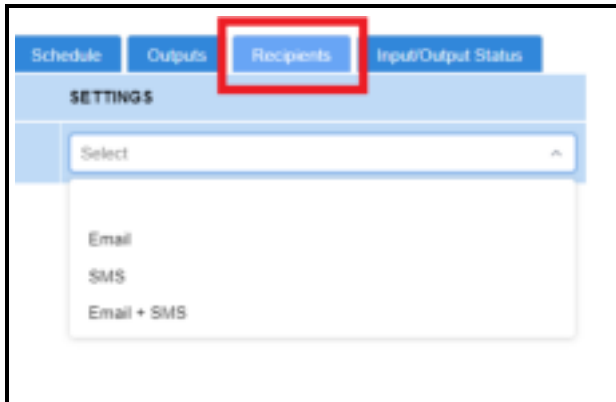 Schedule Outputs Recipients Input/Output Status
SETTINGS
Select
Email
SMS
Email + SMS